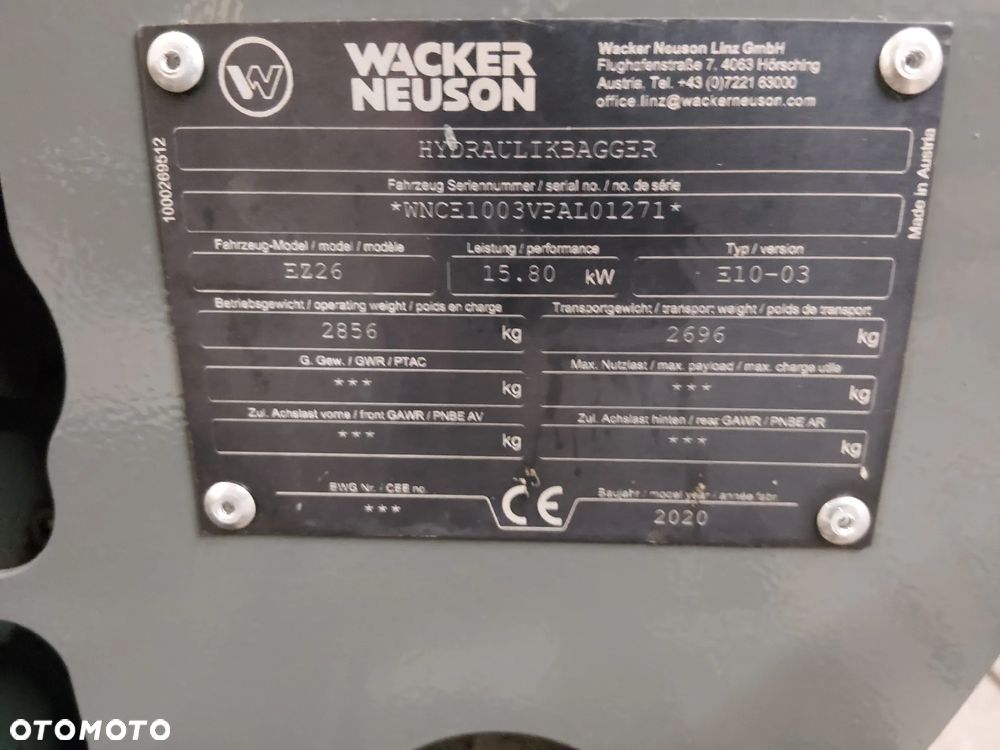 WACKER
NEUSON
Wacker Neuson Linz GmbH
Flughafenstraße 7, 4063 Hörsching
Austria, Tel. +43 (0)7221 63000
office.linz@wackerneuson.com
1000269512
Made in Austria
HYDRAULIKBAGGER
Fahrzeug Seriennummer / serial no. / no. de série
*WNCE1003VPAL01271*
Fahrzeug-Model / model / modèle Leistung / performance Typ / version
EZ26 15.80 kW E10-03
Betriebsgewicht / operating weight / poids en charge Transportgewicht / transport weight / poids de transport
2856 kg 2696 kg
G. Gew. / GWR / PTAC Max. Nutzlast / max. payload / max. charge utile
*** kg *** kg
Zul. Achslast vorne / front GAWR / PNBE AV Zul. Achslast hinten / rear GAWR / PNBE AR
*** kg *** kg
EWG Nr. / CEE no. CE Baujahr / model year / année fabr.
*** 2020
OTOMOTO